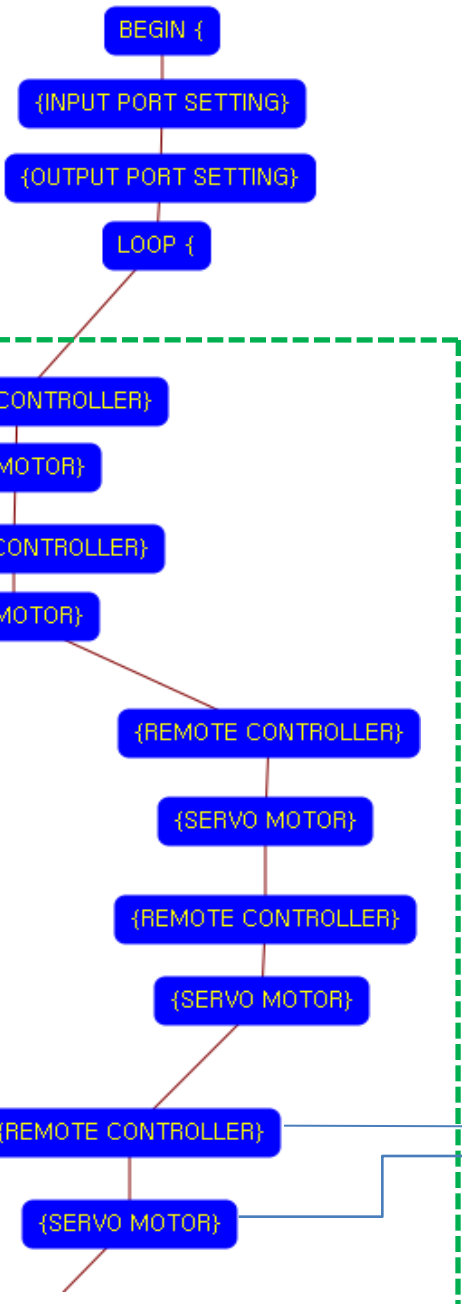 BEGIN {
{INPUT PORT SETTING}
{OUTPUT PORT SETTING}
LOOP {
CONTROLLER}
MOTOR}
CONTROLLER}
MOTOR}
{REMOTE CONTROLLER}
{SERVO MOTOR}
{REMOTE CONTROLLER}
{SERVO MOTOR}
{REMOTE CONTROLLER}
{SERVO MOTOR}